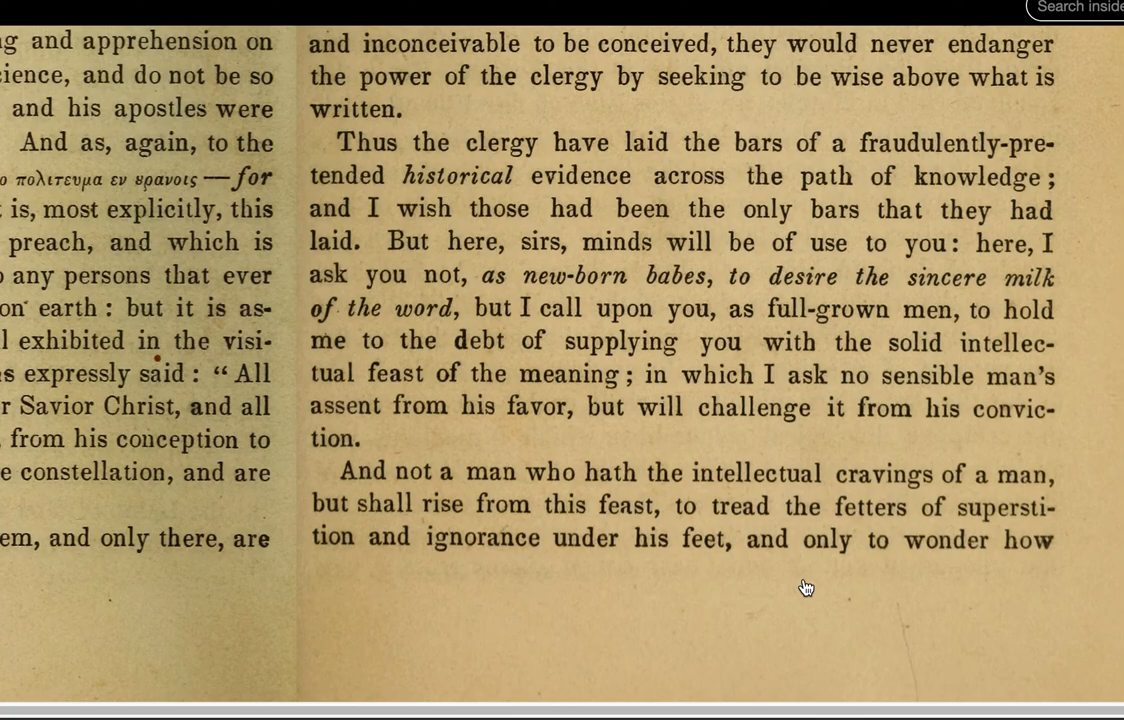 Search inside
ng and apprehension on
cience, and do not be so
and his apostles were
And as, again, to the
ο πολιτευμα εν ȣρανοις — for
t is, most explicitly, this
preach, and which is
o any persons that ever
on earth : but it is as-
l exhibited in the visi-
s expressly said : “ All
r Savior Christ, and all
, from his conception to
e constellation, and are
em, and only there, are
and inconceivable to be conceived, they would never endanger
the power of the clergy by seeking to be wise above what is
written.
Thus the clergy have laid the bars of a fraudulently-pre-
tended historical evidence across the path of knowledge ;
and I wish those had been the only bars that they had
laid. But here, sirs, minds will be of use to you : here, I
ask you not, as new-born babes, to desire the sincere milk
of the word, but I call upon you, as full-grown men, to hold
me to the debt of supplying you with the solid intellec-
tual feast of the meaning ; in which I ask no sensible man’s
assent from his favor, but will challenge it from his convic-
tion.
And not a man who hath the intellectual cravings of a man,
but shall rise from this feast, to tread the fetters of supersti-
tion and ignorance under his feet, and only to wonder how